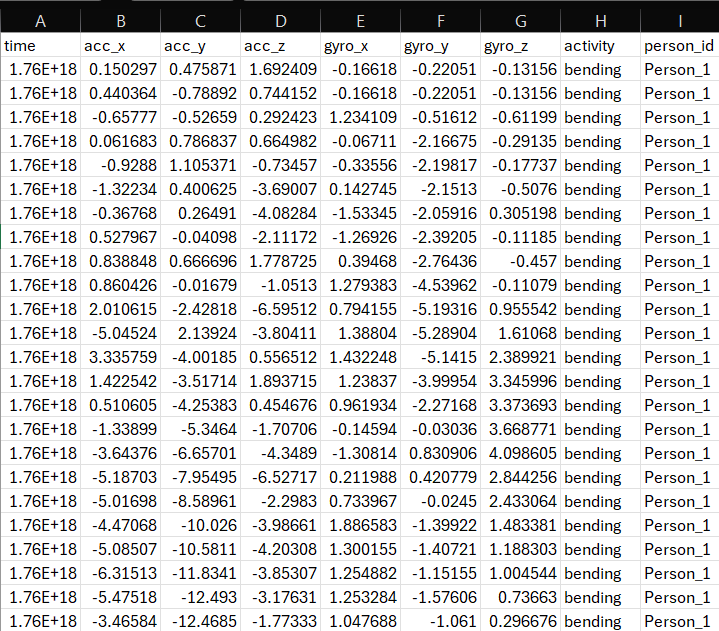 A B C D E F G H I
time acc_x acc_y acc_z gyro_x gyro_y gyro_z activity person_id
1.76E+18 0.150297 0.475871 1.692409 -0.16618 -0.22051 -0.13156 bending Person_1
1.76E+18 0.440364 -0.78892 0.744152 -0.16618 -0.22051 -0.13156 bending Person_1
1.76E+18 -0.65777 -0.52659 0.292423 1.234109 -0.51612 -0.61199 bending Person_1
1.76E+18 0.061683 0.786837 0.664982 -0.06711 -2.16675 -0.29135 bending Person_1
1.76E+18 -0.9288 1.105371 -0.73457 -0.33556 -2.19817 -0.17737 bending Person_1
1.76E+18 -1.32234 0.400625 -3.69007 0.142745 -2.1513 -0.5076 bending Person_1
1.76E+18 -0.36768 0.26491 -4.08284 -1.53345 -2.05916 0.305198 bending Person_1
1.76E+18 0.527967 -0.04098 -2.11172 -1.26926 -2.39205 -0.11185 bending Person_1
1.76E+18 0.838848 0.666696 1.778725 0.39468 -2.76436 -0.457 bending Person_1
1.76E+18 0.860426 -0.01679 -1.0513 1.279383 -4.53962 -0.11079 bending Person_1
1.76E+18 2.010615 -2.42818 -6.59512 0.794155 -5.19316 0.955542 bending Person_1
1.76E+18 -5.04524 2.13924 -3.80411 1.38804 -5.28904 1.61068 bending Person_1
1.76E+18 3.335759 -4.00185 0.556512 1.432248 -5.1415 2.389921 bending Person_1
1.76E+18 1.422542 -3.51714 1.893715 1.23837 -3.99954 3.345996 bending Person_1
1.76E+18 0.510605 -4.25383 0.454676 0.961934 -2.27168 3.373693 bending Person_1
1.76E+18 -1.33899 -5.3464 -1.70706 -0.14594 -0.03036 3.668771 bending Person_1
1.76E+18 -3.64376 -6.65701 -4.3489 -1.30814 0.830906 4.098605 bending Person_1
1.76E+18 -5.18703 -7.95495 -6.52717 0.211988 0.420779 2.844256 bending Person_1
1.76E+18 -5.01698 -8.58961 -2.2983 0.733967 -0.0245 2.433064 bending Person_1
1.76E+18 -4.47068 -10.026 -3.98661 1.886583 -1.39922 1.483381 bending Person_1
1.76E+18 -5.08507 -10.5811 -4.20308 1.300155 -1.40721 1.188303 bending Person_1
1.76E+18 -6.31513 -11.8341 -3.85307 1.254882 -1.15155 1.004544 bending Person_1
1.76E+18 -5.47518 -12.493 -3.17631 1.253284 -1.57606 0.73663 bending Person_1
1.76E+18 -3.46584 -12.4685 -1.77333 1.047688 -1.061 0.296676 bending Person_1